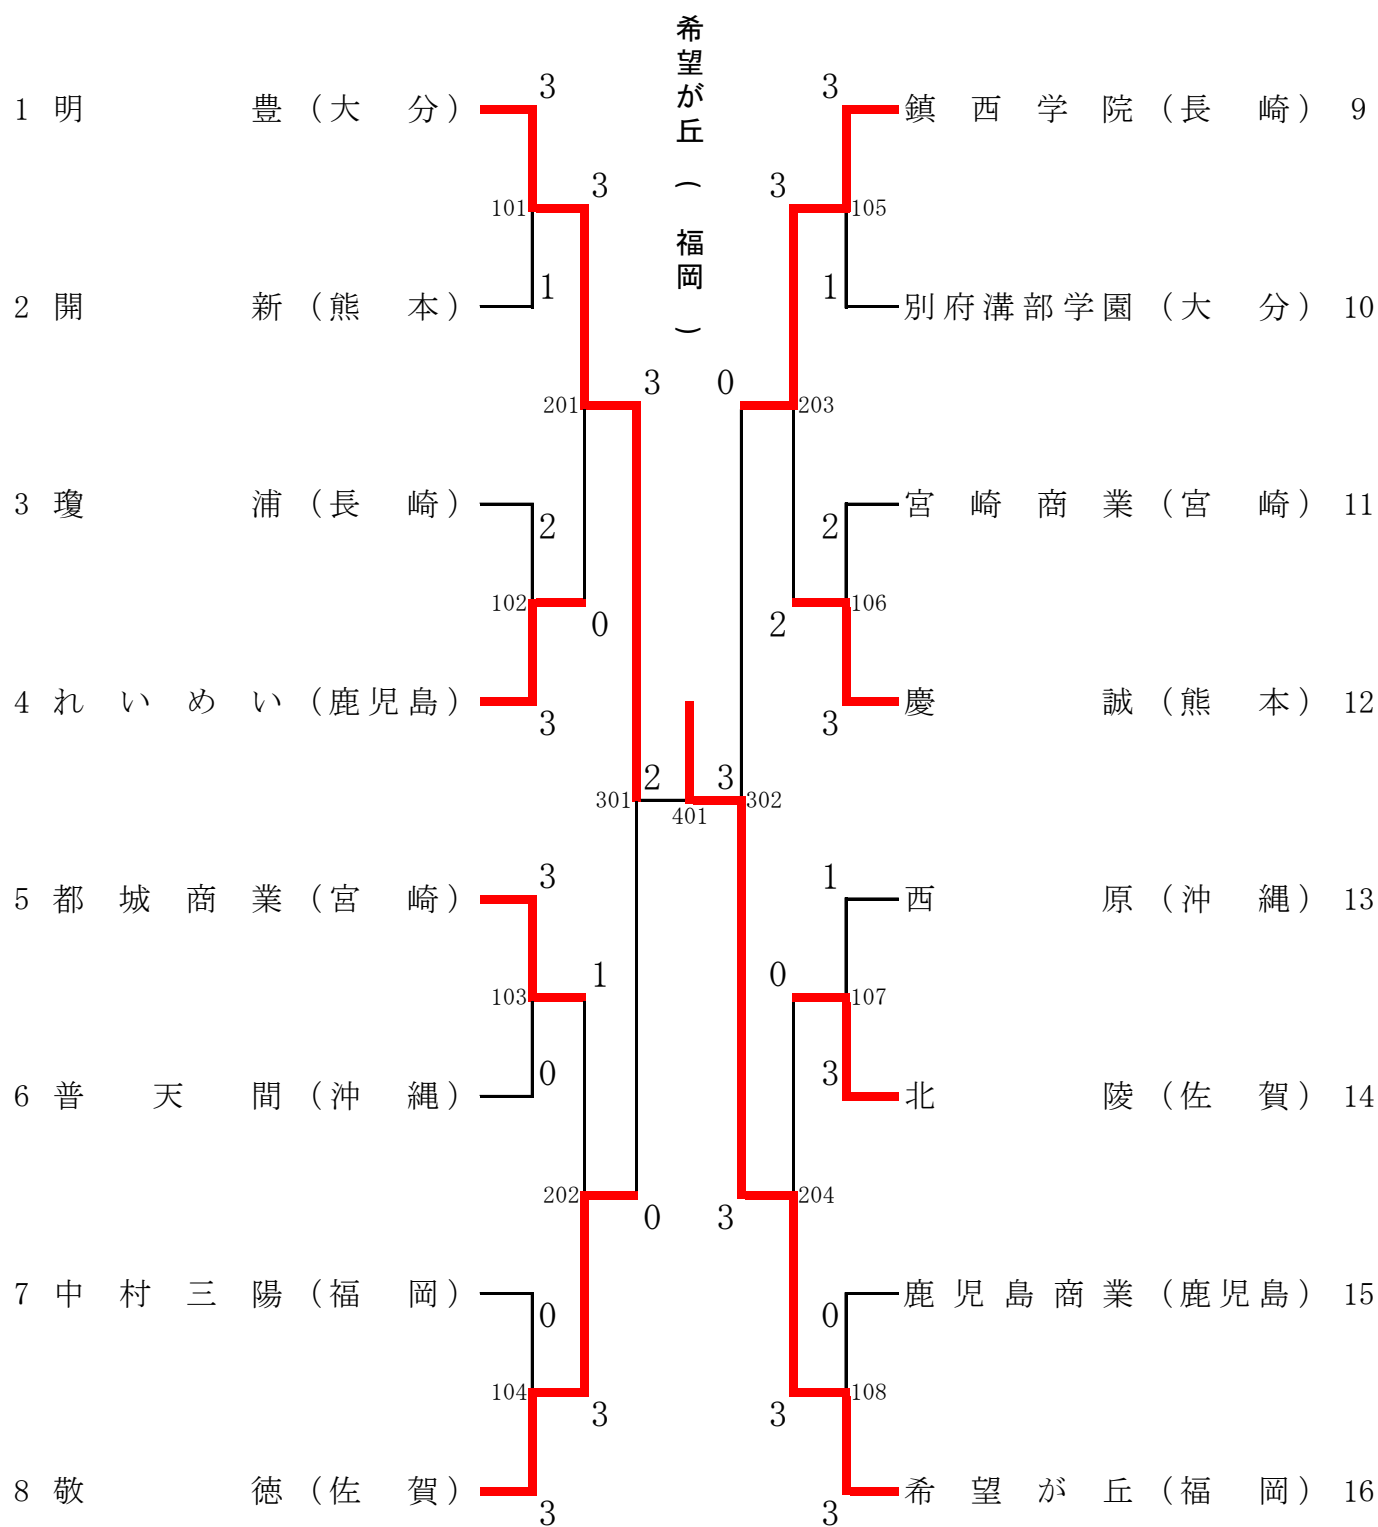 希望が丘（福岡）
3
1 明豊（大分）
101
3
1
2 開新（熊本）
201
3
3 瓊浦（長崎）
2
102
0
4 れいめい（鹿児島）
3
301
2
401
5 都城商業（宮崎）
3
103
1
0
6 普天間（沖縄）
202
0
7 中村三陽（福岡）
0
104
3
8 敬徳（佐賀）
3
3
鎮西学院（長崎） 9
3
105
1
別府溝部学園（大分） 10
0
203
宮崎商業（宮崎） 11
2
106
2
慶誠（熊本） 12
3
3
302
1
西原（沖縄） 13
0
107
3
北陵（佐賀） 14
204
3
鹿児島商業（鹿児島） 15
0
108
3
希望が丘（福岡） 16
3